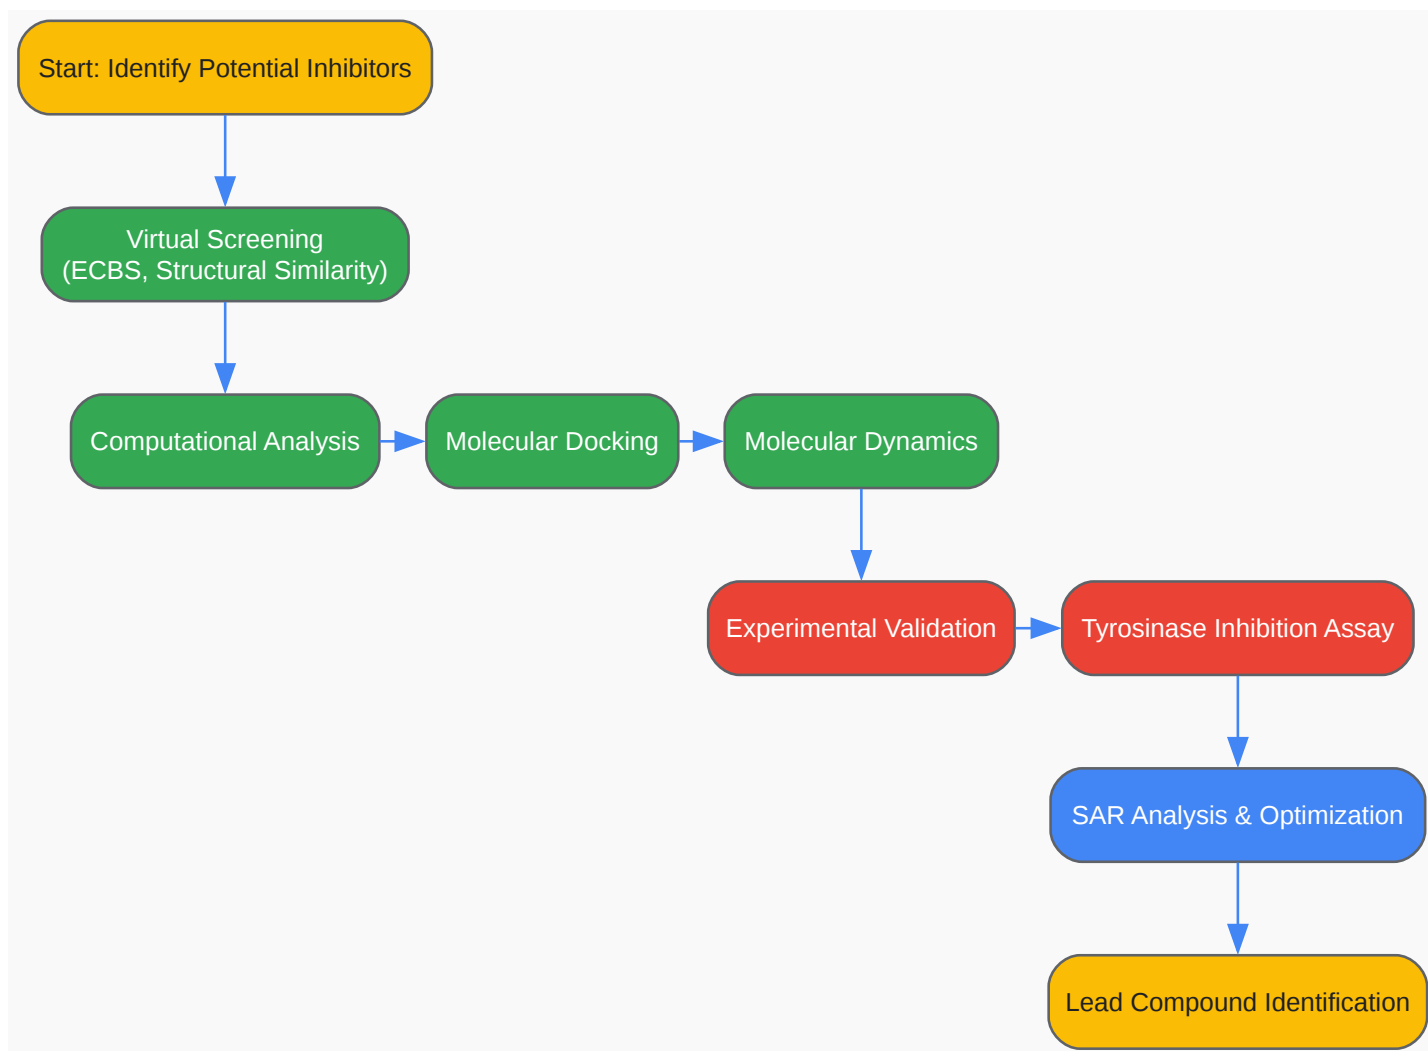 Start: Identify Potential Inhibitors
Virtual Screening
(ECBS, Structural Similarity)
Computational Analysis
Molecular Docking
Molecular Dynamics
Experimental Validation
Tyrosinase Inhibition Assay
SAR Analysis & Optimization
Lead Compound Identification